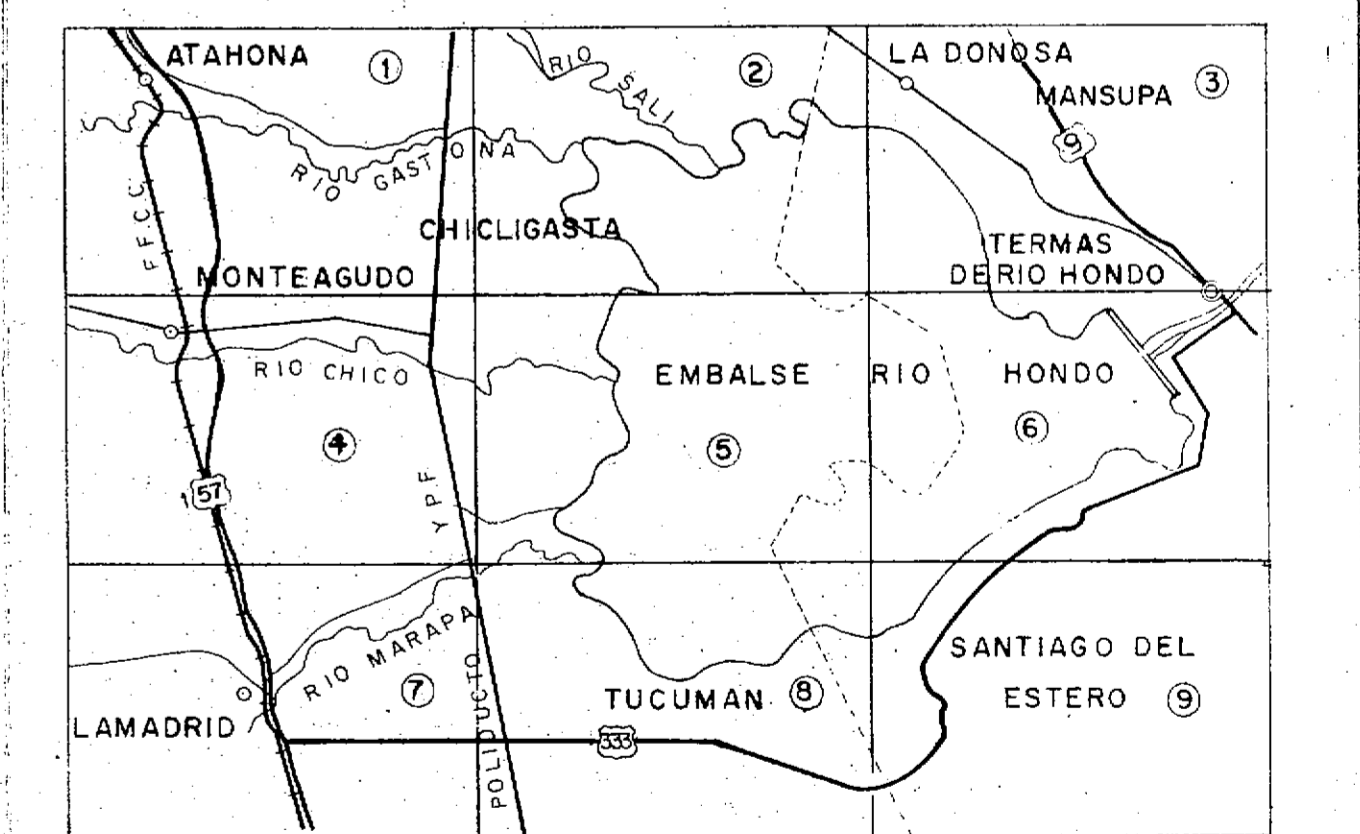 ATAHONA
1
RIO SALI
2
LA DONOSA
MANSUPA
3
9
RIO GASTONA
F.F.C.C.
CHICLIGASTA
MONTEAGUDO
TERMAS
DE RIO HONDO
RIO CHICO
EMBALSE RIO HONDO
4
5
6
157
YPF
RIO MARAPA
7
POLIDUCTO
TUCUMAN
8
SANTIAGO DEL
ESTERO
9
LAMADRID
333